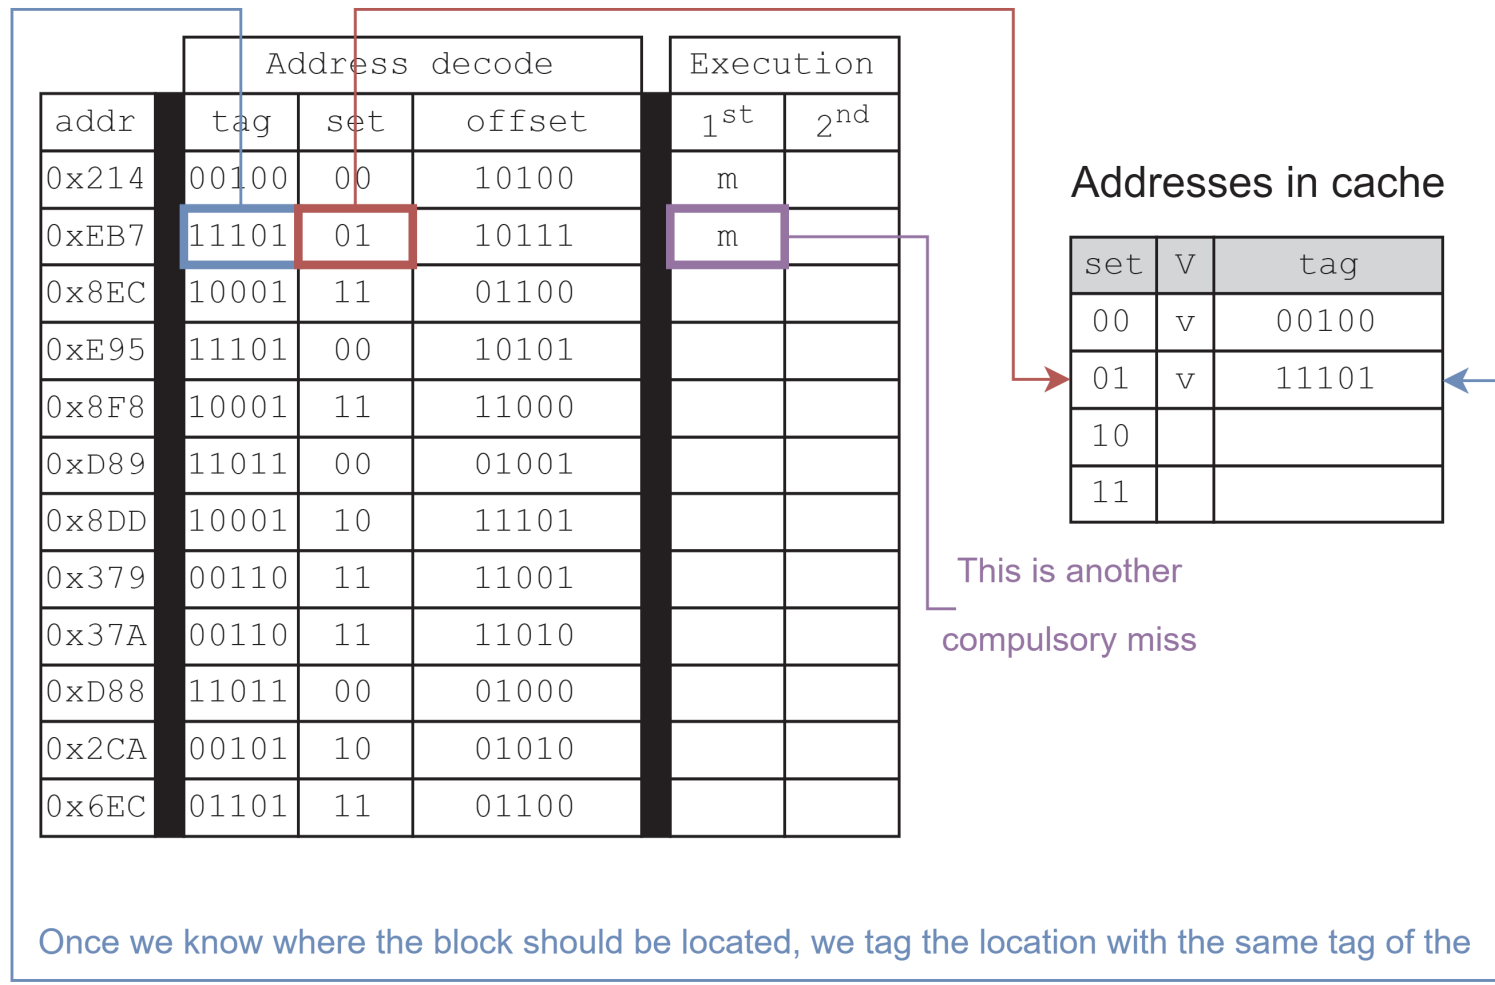 Address decode Execution
addr tag set offset 1st 2nd
0x214 00100 00 10100 m
0xEB7 11101 01 10111 m
0x8EC 10001 11 01100
0xE95 11101 00 10101
0x8F8 10001 11 11000
0xD89 11011 00 01001
0x8DD 10001 10 11101
0x379 00110 11 11001
0x37A 00110 11 11010
0xD88 11011 00 01000
0x2CA 00101 10 01010
0x6EC 01101 11 01100
Addresses in cache
set V tag
00 v 00100
01 v 11101
10
11
This is another
compulsory miss
Once we know where the block should be located, we tag the location with the same tag of the